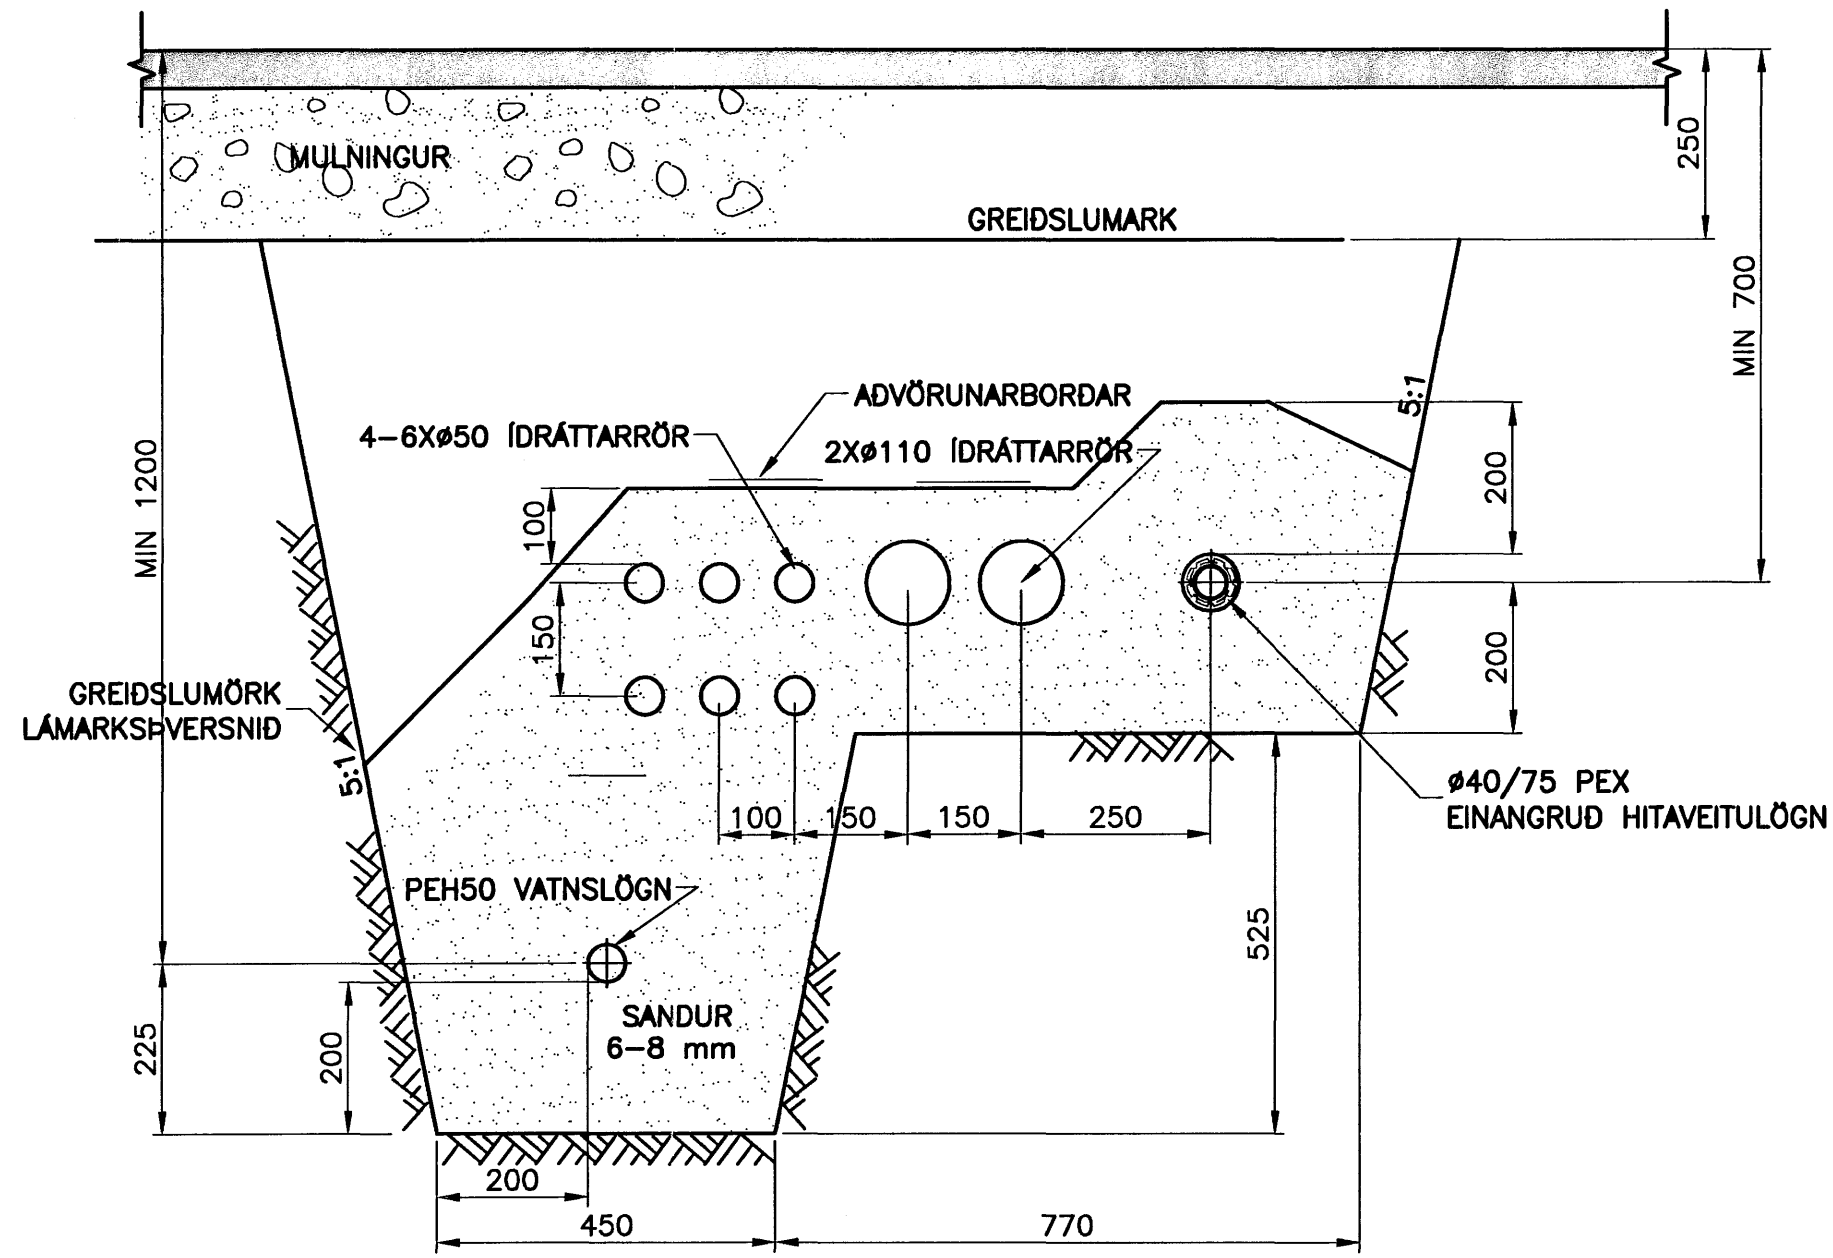 MULNINGUR
GREIÐSLUMARK
250
MIN 700
MIN 1200
AÐVÖRUNARBORÐAR
5:1
4-6Xø50 ÍDRÁTTARRÖR
2Xø110 ÍDRÁTTARRÖR
200
100
150
200
GREIÐSLUMÖRK
LÁMARKSÞVERSNIÐ
5:1
ø40/75 PEX
EINANGRUÐ HITAVEITULÖGN
100
150
150
250
PEH50 VATNSLÖGN
525
SANDUR
6-8 mm
225
200
200
450
770